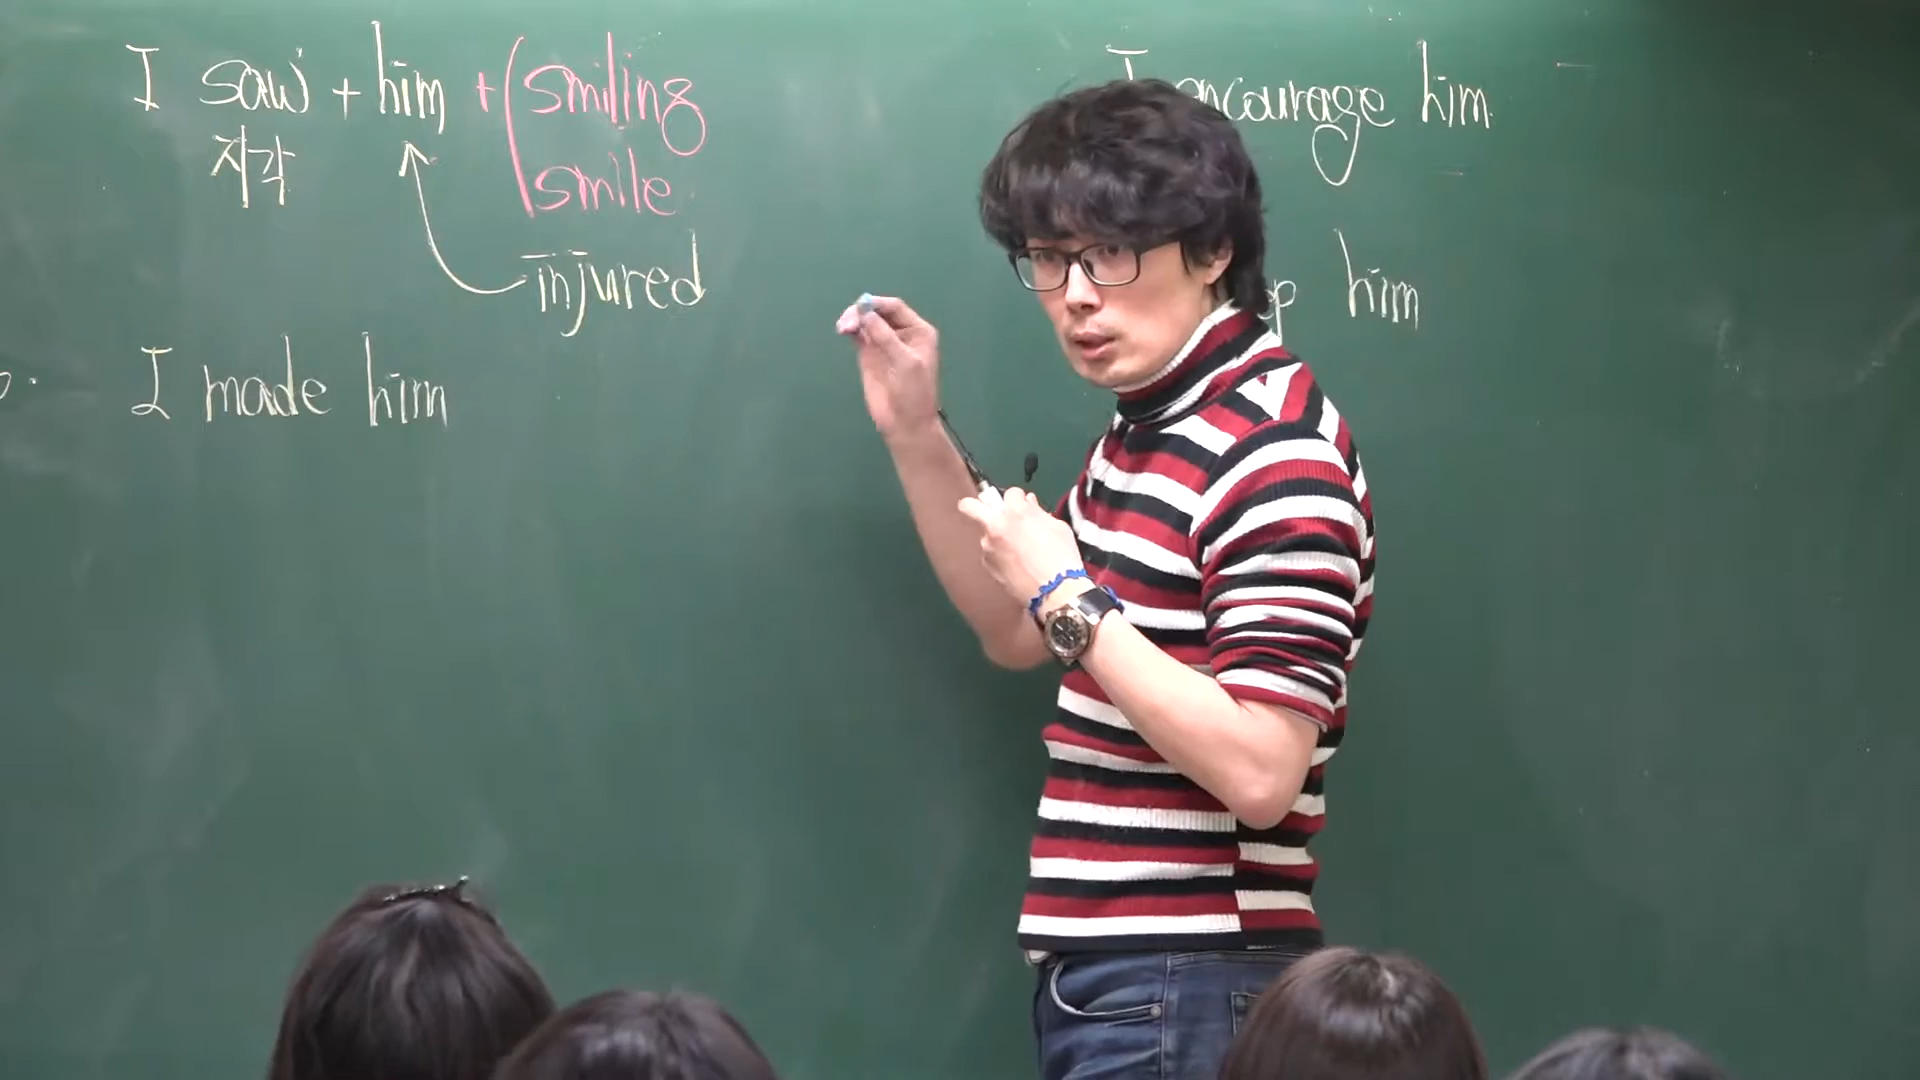 I saw + him + ( smiling
지각
smile
injured
I made him
I encourage him
him